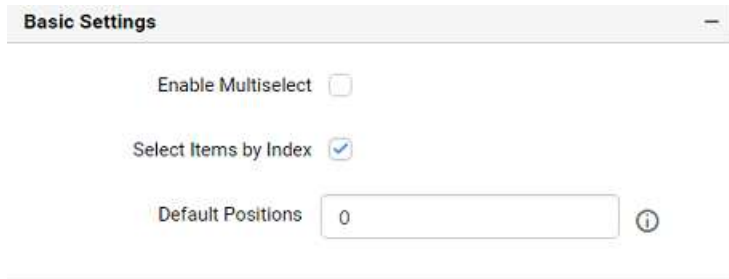 Basic Settings
Enable Multiselect
Select Items by Index
Default Positions 0